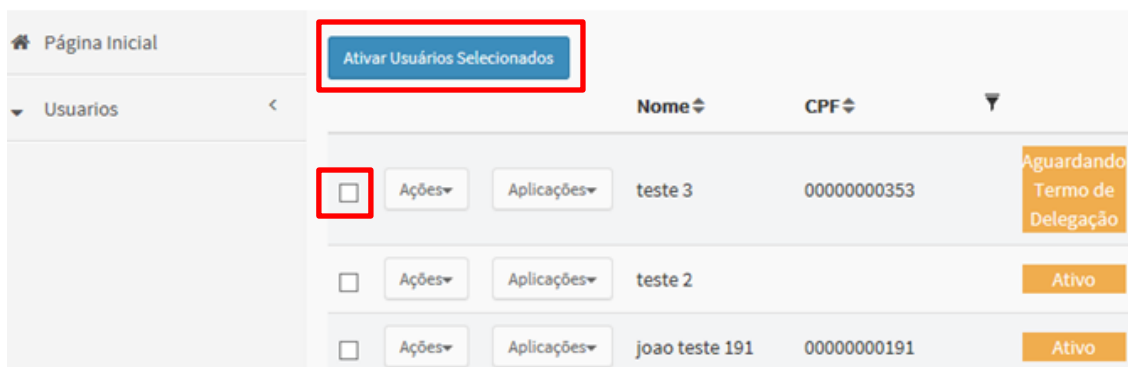 Página Inicial
Usuarios
Ativar Usuários Selecionados
Nome CPF
Ações Aplicações teste 3 00000000353 Aguardando
Termo de
Delegação
Ações Aplicações teste 2 Ativo
Ações Aplicações joao teste 191 00000000191 Ativo